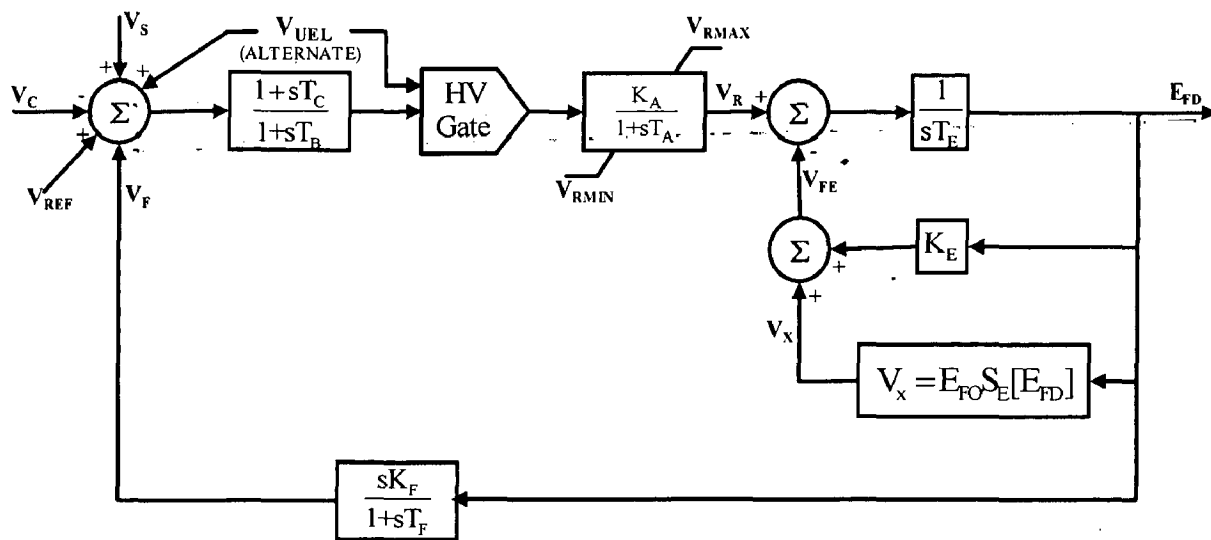 V_S
V_UEL
(ALTERNATE)
V_RMAX
V_C
+
+
-
+
-
Σ
1+sT_C
1+sT_B
HV
Gate
K_A
1+sT_A
V_R
+
-
Σ
1
sT_E
E_FD
V_REF
V_F
V_RMIN
V_FE
Σ
+
+
K_E
V_X
V_x = E_FO S_E[E_FD]
sK_F
1+sT_F